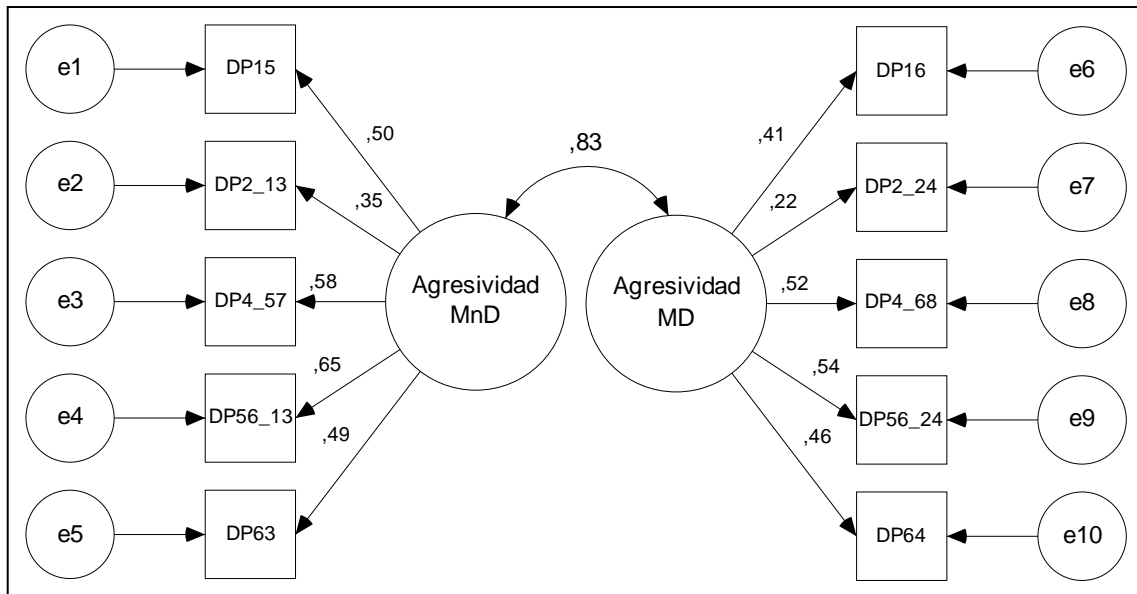 e1
DP15
,50
e2
DP2_13
,35
e3
DP4_57
,58
e4
DP56_13
,65
e5
DP63
,49
Agresividad
MnD
,83
Agresividad
MD
,41
DP16
e6
,22
DP2_24
e7
,52
DP4_68
e8
,54
DP56_24
e9
,46
DP64
e10